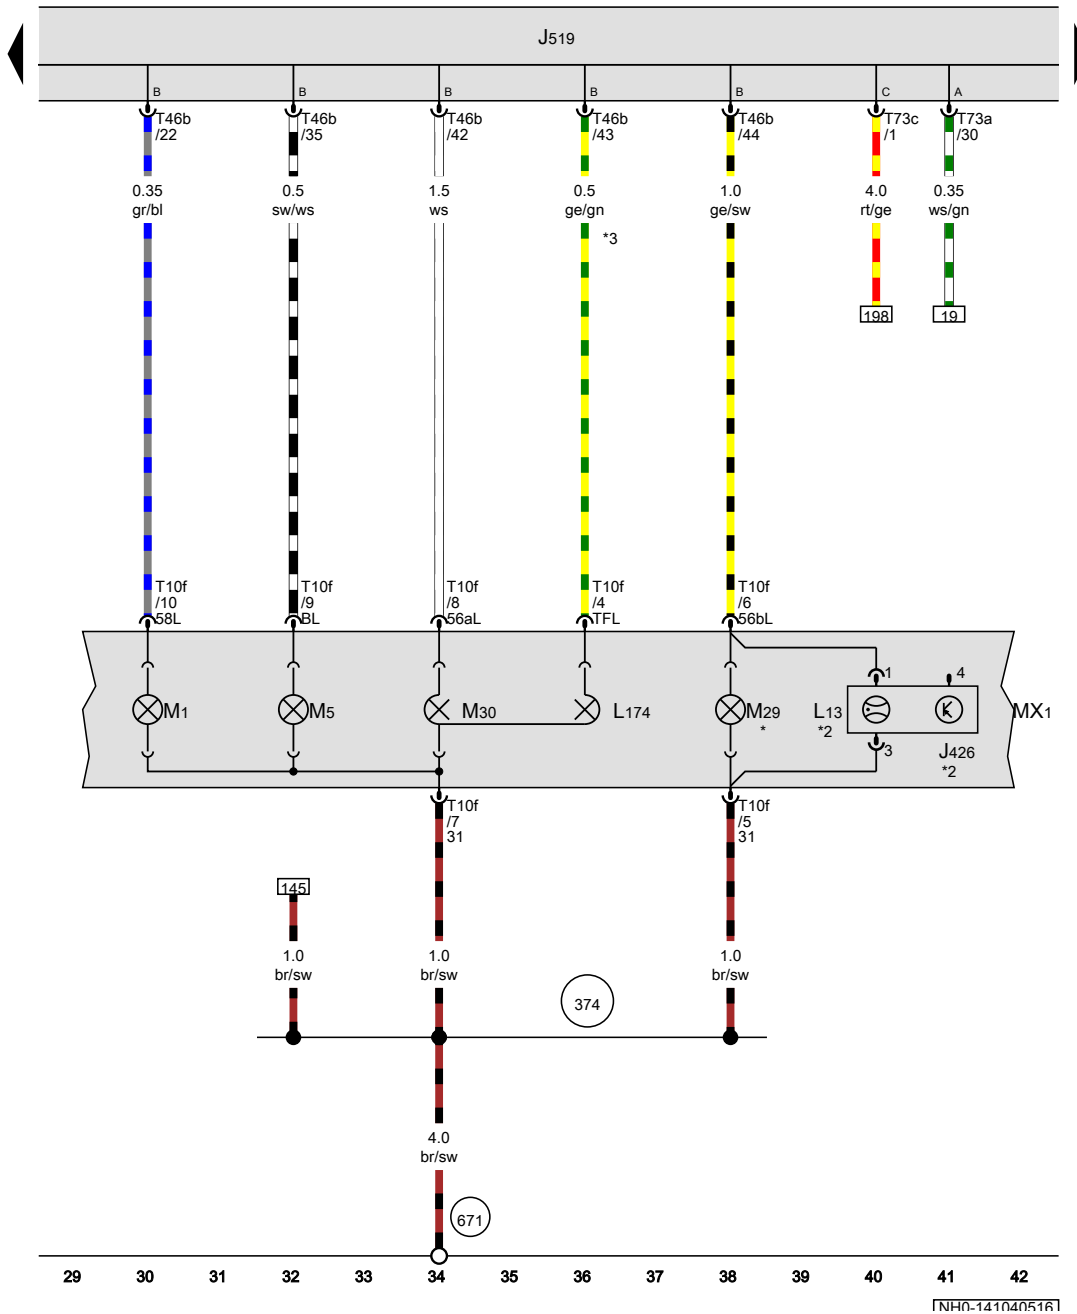 J519
B B B B B C A
T46b T46b T46b T46b T46b T73c T73a
/22 /35 /42 /43 /44 /1 /30
0.35 0.5 1.5 0.5 1.0 4.0 0.35
gr/bl sw/ws ws ge/gn ge/sw rt/ge ws/gn
*3
198 19
T10f T10f T10f T10f T10f
/10 /9 /8 /4 /6
58L BL 56aL TFL 56bL
1 4
M1 M5 M30 L174 M29 L13 MX1
* *2
3 J426
*2
T10f T10f
/7 /5
31 31
145
1.0 1.0 1.0
br/sw br/sw br/sw
374
4.0
br/sw
671
29 30 31 32 33 34 35 36 37 38 39 40 41 42
NH0-141040516